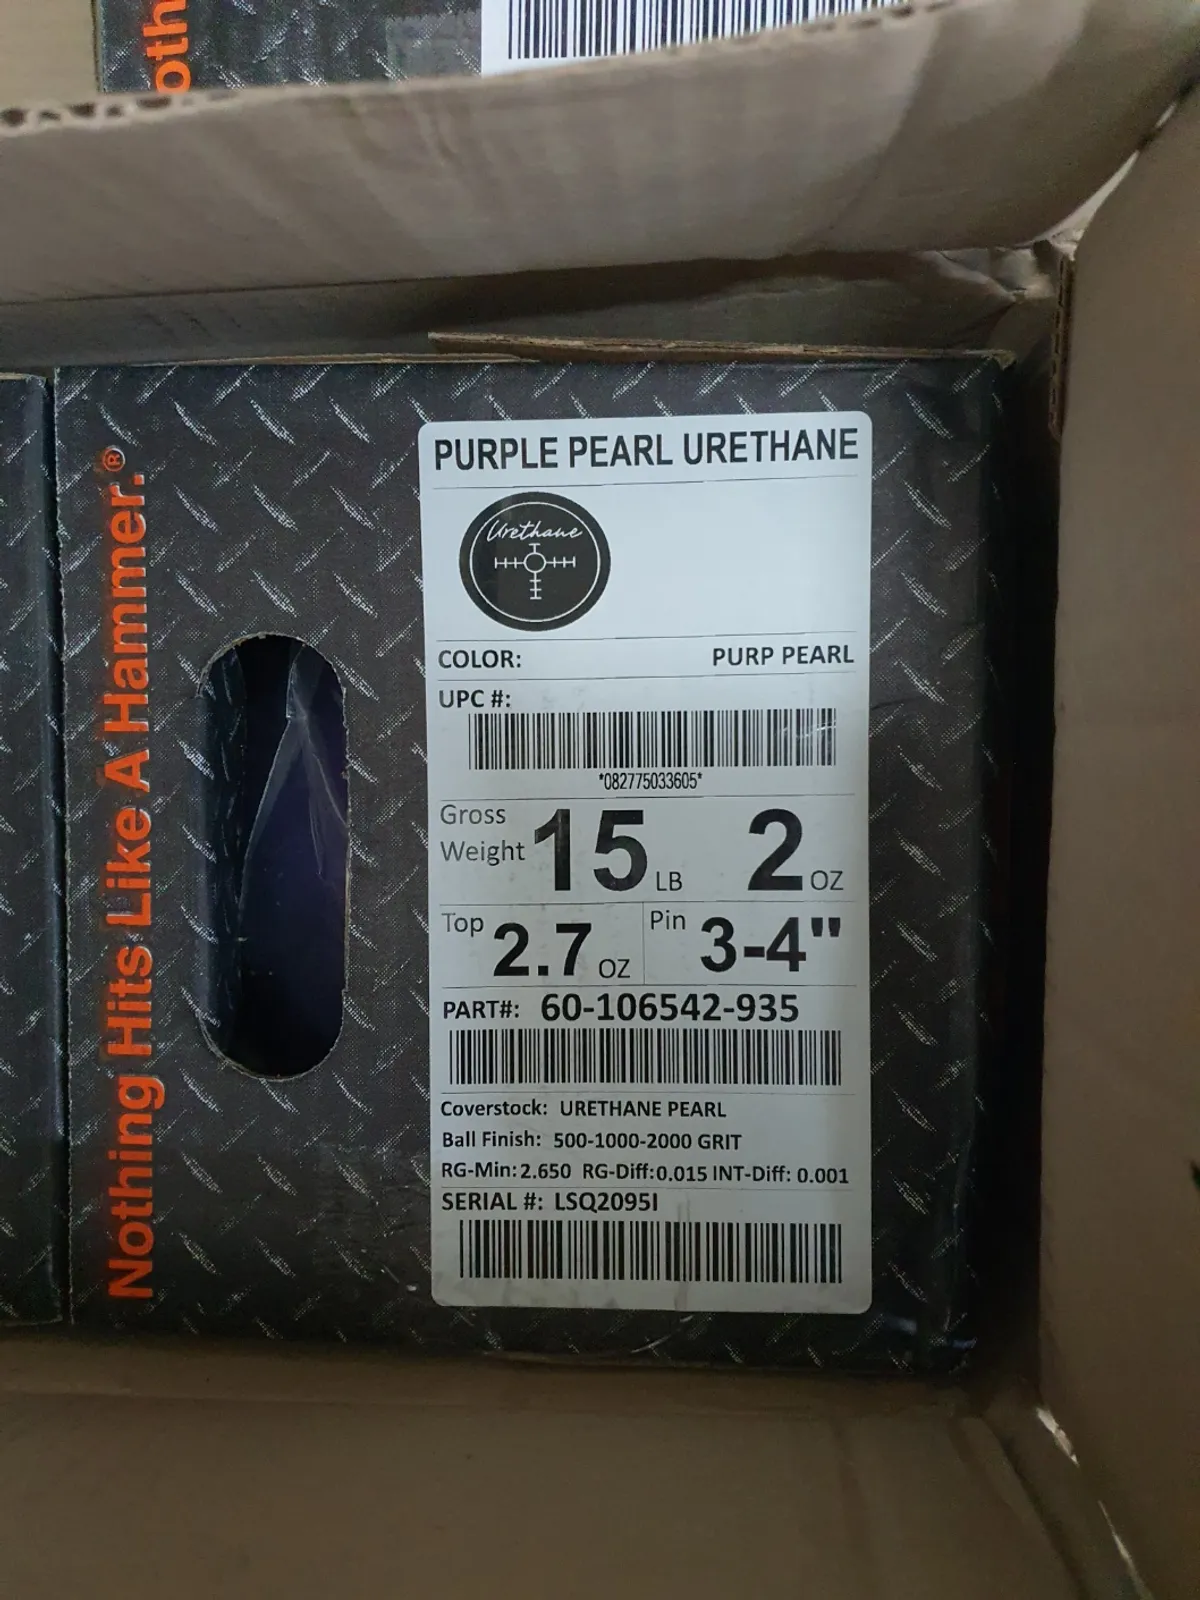 oth
Nothing Hits Like A Hammer.®
PURPLE PEARL URETHANE
Urethane
COLOR: PURP PEARL
UPC #:
*082775033605*
Gross Weight 15 LB 2 OZ
Top 2.7 OZ Pin 3-4"
PART#: 60-106542-935
Coverstock: URETHANE PEARL
Ball Finish: 500-1000-2000 GRIT
RG-Min: 2.650 RG-Diff: 0.015 INT-Diff: 0.001
SERIAL #: LSQ2095I